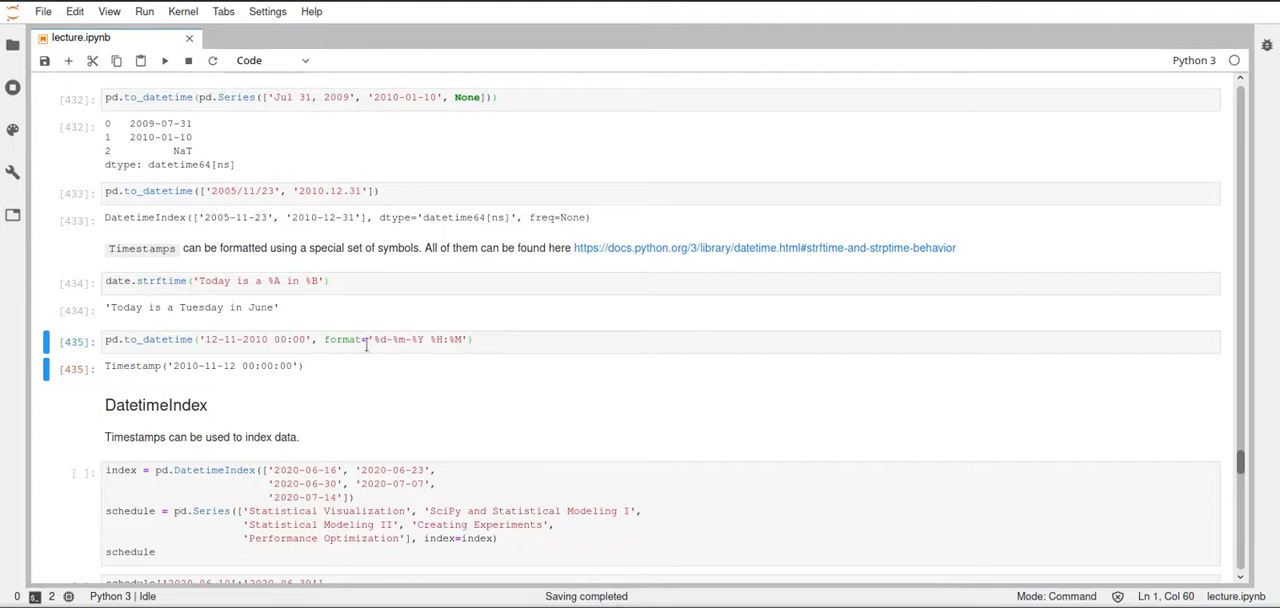 File Edit View Run Kernel Tabs Settings Help
lecture.ipynb
Code
Python 3
[432]: pd.to_datetime(pd.Series(['Jul 31, 2009', '2010-01-10', None]))
[432]: 0 2009-07-31
1 2010-01-10
2 NaT
dtype: datetime64[ns]
[433]: pd.to_datetime(['2005/11/23', '2010.12.31'])
[433]: DatetimeIndex(['2005-11-23', '2010-12-31'], dtype='datetime64[ns]', freq=None)
Timestamps can be formatted using a special set of symbols. All of them can be found here https://docs.python.org/3/library/datetime.html#strftime-and-strptime-behavior
[434]: date.strftime('Today is a %A in %B')
[434]: 'Today is a Tuesday in June'
[435]: pd.to_datetime('12-11-2010 00:00', format='%d-%m-%Y %H:%M')
[435]: Timestamp('2010-11-12 00:00:00')
DatetimeIndex
Timestamps can be used to index data.
[ ]: index = pd.DatetimeIndex(['2020-06-16', '2020-06-23',
'2020-06-30', '2020-07-07',
'2020-07-14'])
schedule = pd.Series(['Statistical Visualization', 'SciPy and Statistical Modeling I',
'Statistical Modeling II', 'Creating Experiments',
'Performance Optimization'], index=index)
schedule
schedule['2020-06-10':'2020-06-30']
0 2 Python 3 | Idle Saving completed Mode: Command Ln 1, Col 60 lecture.ipynb